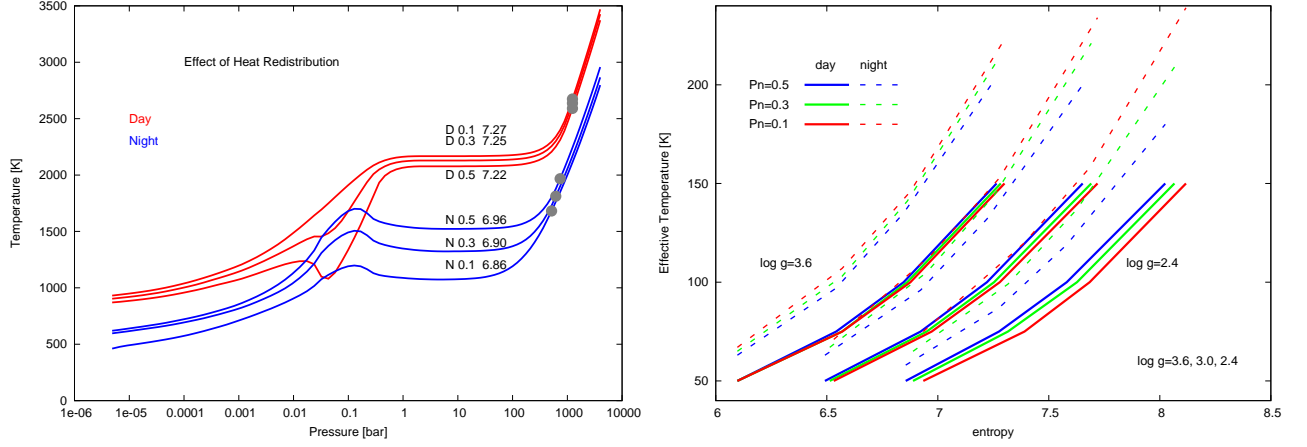 Effect of Heat Redistribution
Day
Night
D 0.1 7.27
D 0.3 7.25
D 0.5 7.22
N 0.5 6.96
N 0.3 6.90
N 0.1 6.86
Temperature [K]
3500
3000
2500
2000
1500
1000
500
0
1e-06 1e-05 0.0001 0.001 0.01 0.1 1 10 100 1000 10000
Pressure [bar]
day night
Pn=0.5
Pn=0.3
Pn=0.1
log g=3.6
log g=2.4
log g=3.6, 3.0, 2.4
Effective Temperature [K]
200
150
100
50
6 6.5 7 7.5 8 8.5
entropy